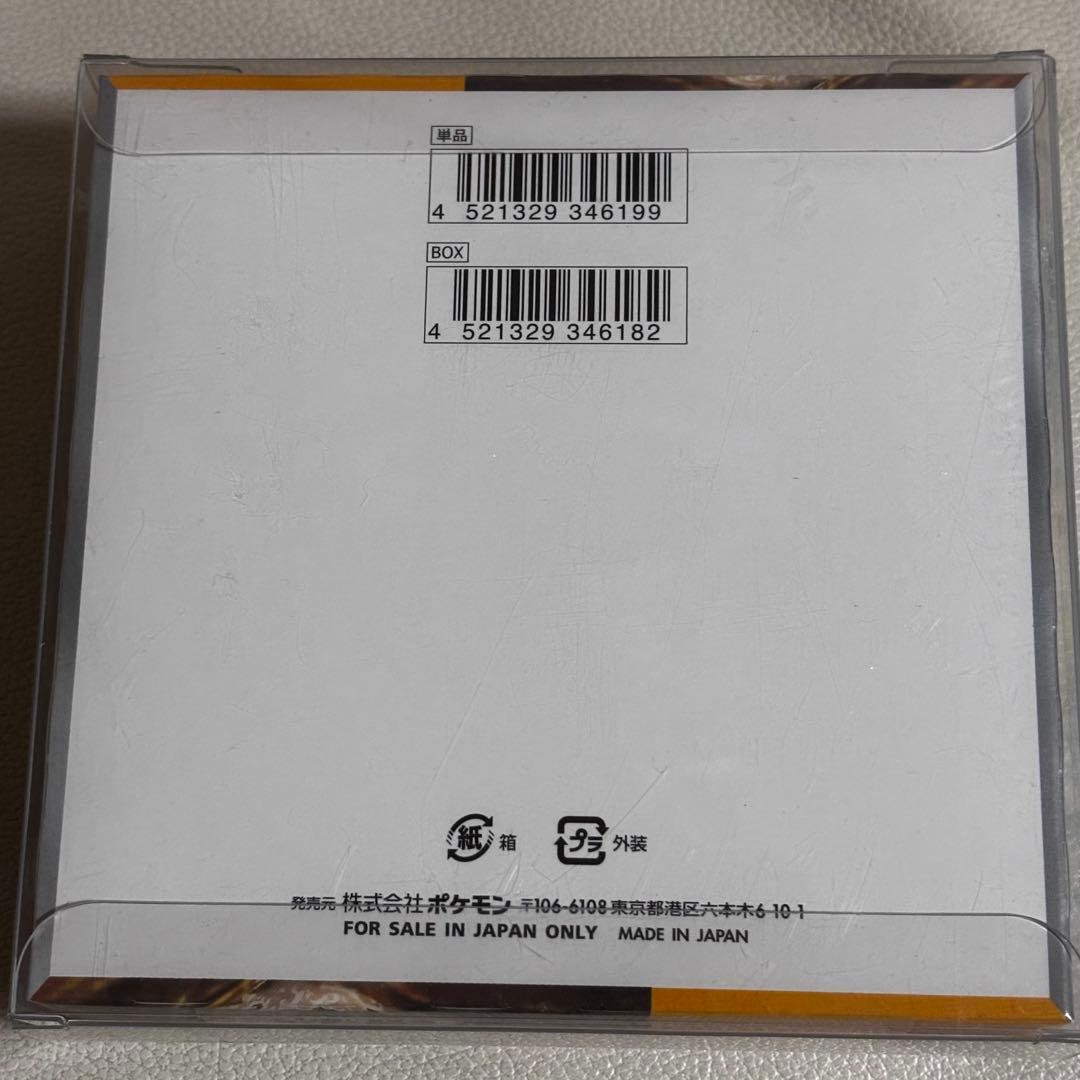 単品
4 521329 346199
BOX
4 521329 346182
紙 箱 プラ 外装
発売元 株式会社ポケモン 〒106-6108 東京都港区六本木6-10-1
FOR SALE IN JAPAN ONLY MADE IN JAPAN